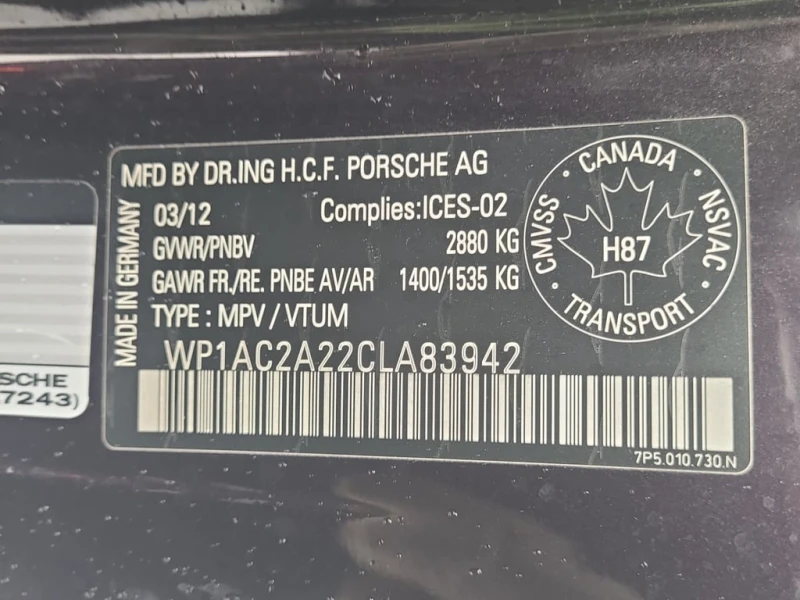 MFD BY DR.ING H.C.F. PORSCHE AG
03/12 Complies:ICES-02
GVWR/PNBV 2880 KG
GAWR FR./RE. PNBE AV/AR 1400/1535 KG
TYPE : MPV / VTUM
WP1AC2A22CLA83942
7P5.010.730.N
MADE IN GERMANY
CANADA
CMVSS
NSVAC
H87
TRANSPORT
7243)